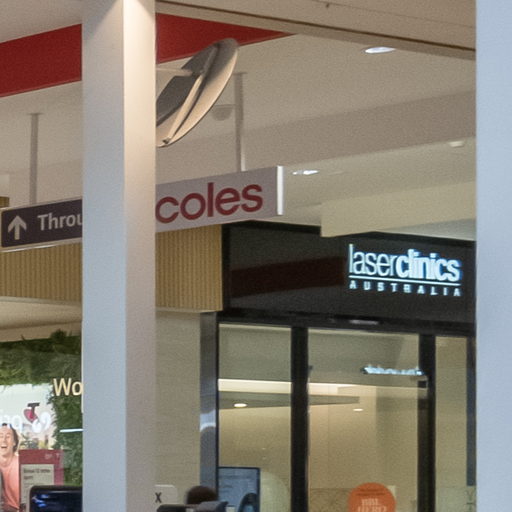 Throu
coles
laserclinics
AUSTRALIA
Wo
x